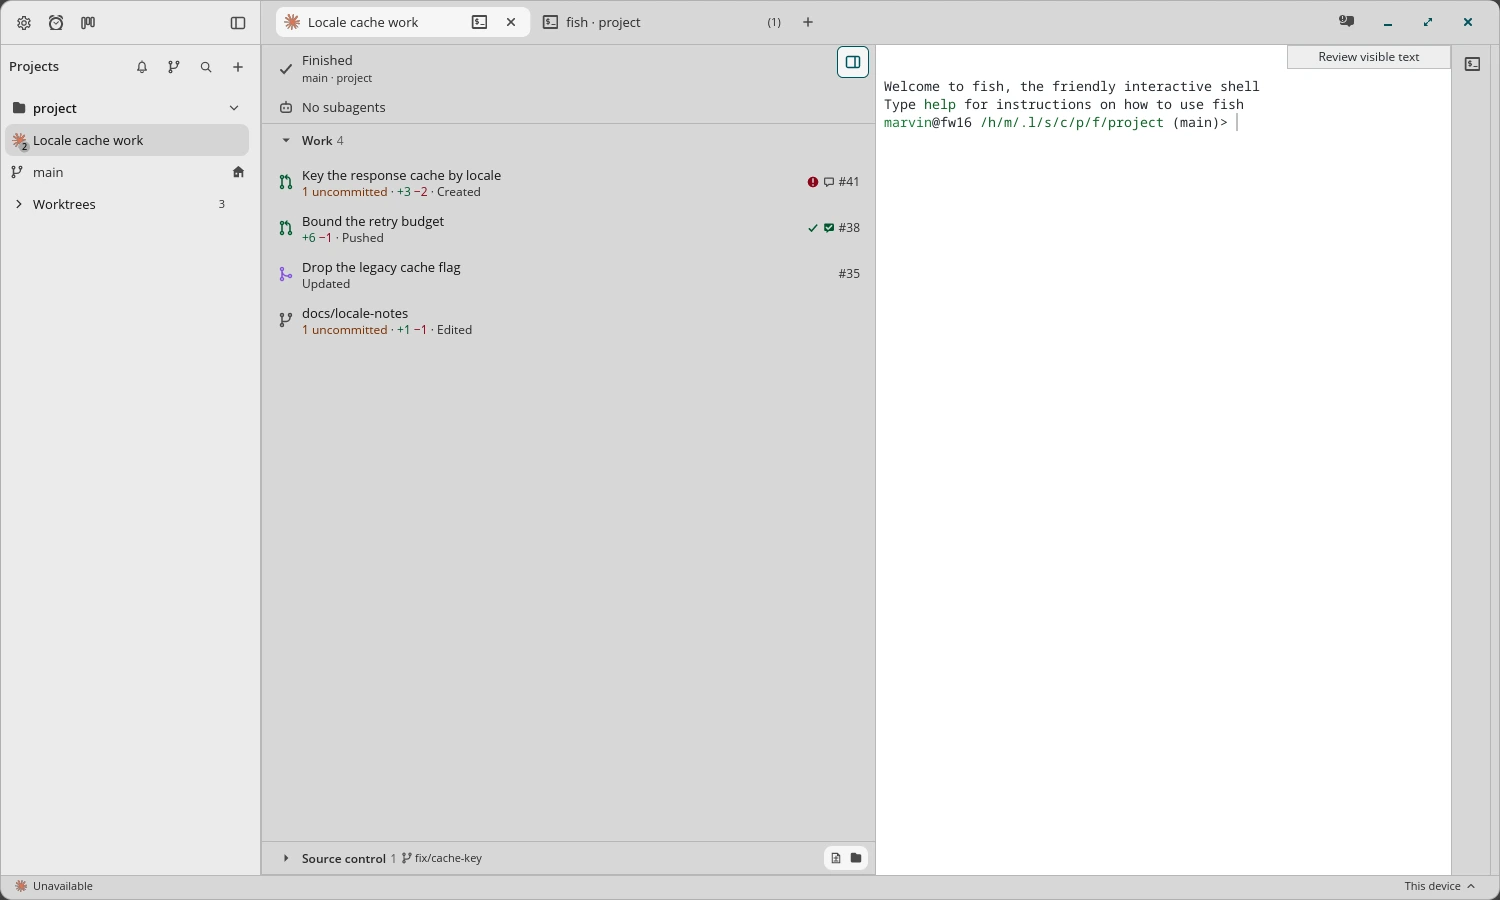 Locale cache work
fish · project
(1)
Projects
project
Locale cache work
2
main
Worktrees
3
Finished
main · project
No subagents
Work 4
Key the response cache by locale
1 uncommitted · +3 −2 · Created
#41
Bound the retry budget
+6 −1 · Pushed
#38
Drop the legacy cache flag
Updated
#35
docs/locale-notes
1 uncommitted · +1 −1 · Edited
Source control 1 fix/cache-key
Review visible text
Welcome to fish, the friendly interactive shell
Type help for instructions on how to use fish
marvin@fw16 /h/m/.l/s/c/p/f/project (main)>
Unavailable
This device